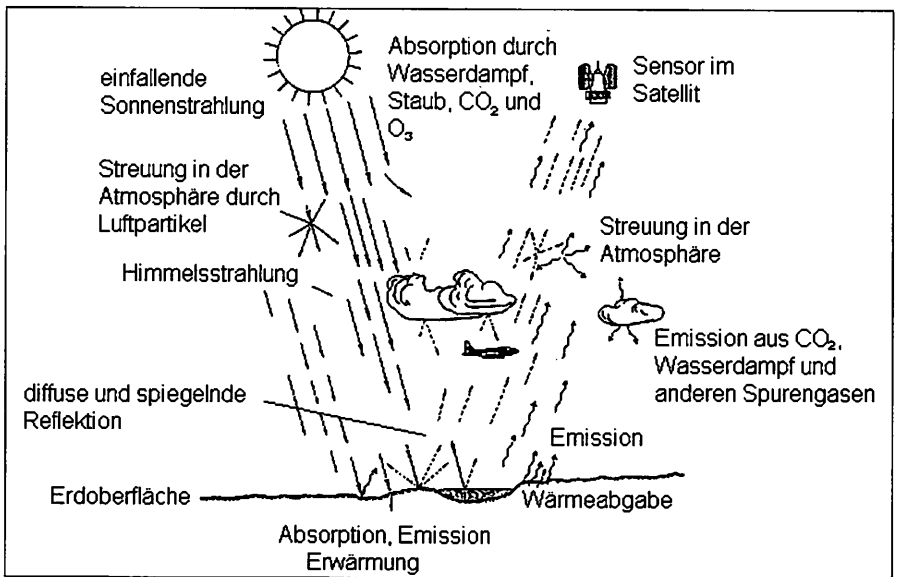 einfallende
Sonnenstrahlung
Absorption durch
Wasserdampf,
Staub, CO₂ und
O₃
Sensor im
Satellit
Streuung in der
Atmosphäre durch
Luftpartikel
Himmelsstrahlung
Streuung in der
Atmosphäre
Emission aus CO₂,
Wasserdampf und
anderen Spurengasen
diffuse und spiegelnde
Reflektion
Emission
Erdoberfläche
Wärmeabgabe
Absorption, Emission
Erwärmung